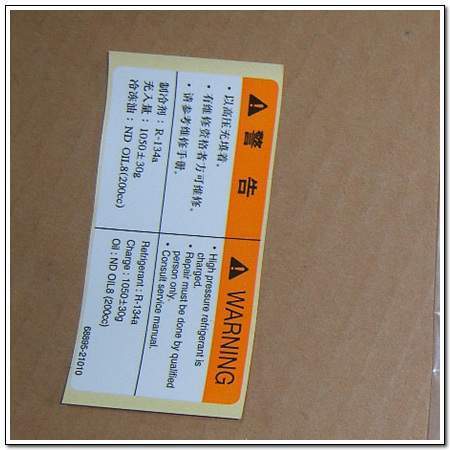 警告
• 以高压充填着。
• 有维修资格者方可维修。
• 请参考维修手册。
制冷剂：R-134a
充入量：1050±30g
冷冻油：ND OIL8(200cc)
WARNING
• High pressure refrigerant is
charged.
• Repair must be done by qualified
person only.
• Consult service manual.
Refrigerant : R-134a
Charge : 1050±30g
Oil : ND OIL8 (200cc)
68895-21010